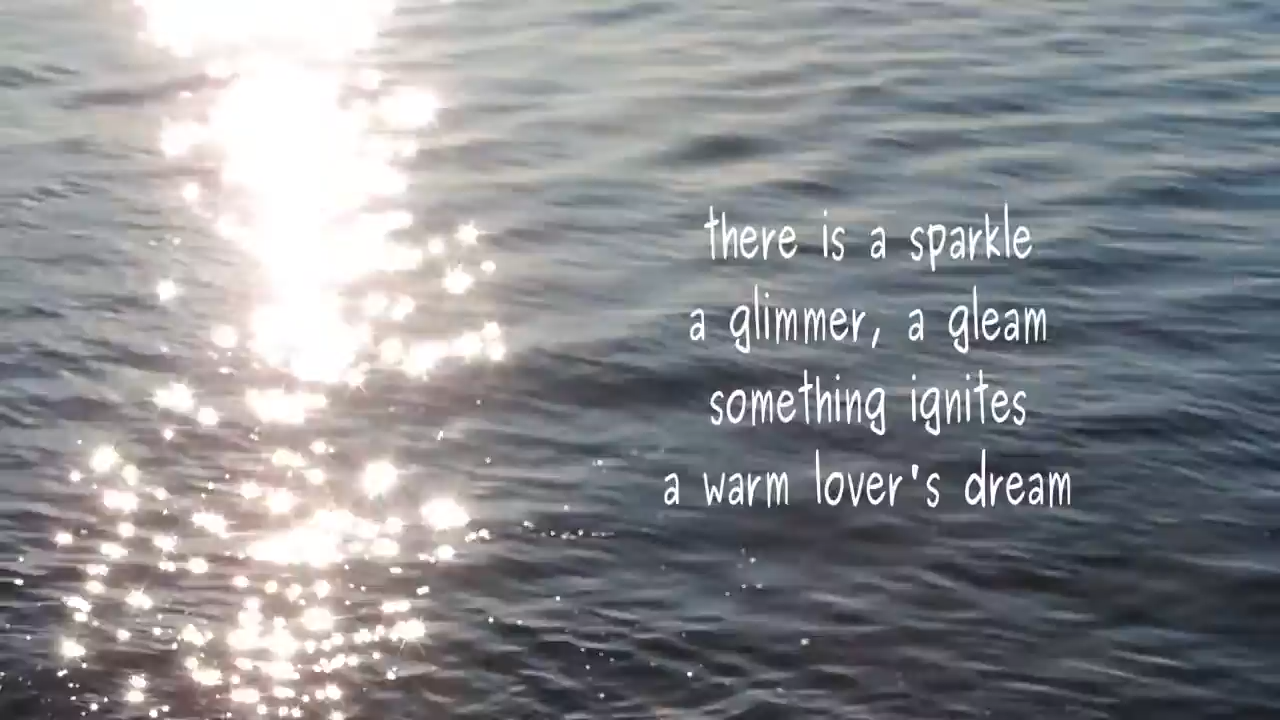 there is a sparkle
a glimmer, a gleam
something ignites
a warm lover's dream